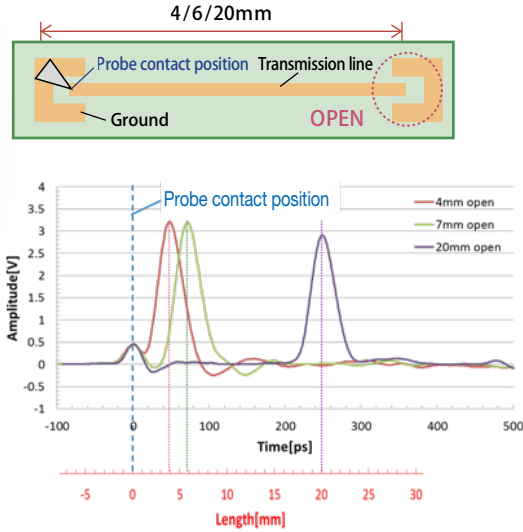 4/6/20mm
Probe contact position
Transmission line
Ground
OPEN
Probe contact position
4mm open
7mm open
20mm open
Amplitude[V]
4
3.5
3
2.5
2
1.5
1
0.5
0
-0.5
-1
-100 0 100 200 300 400 500
Time[ps]
-5 0 5 10 15 20 25 30
Length[mm]